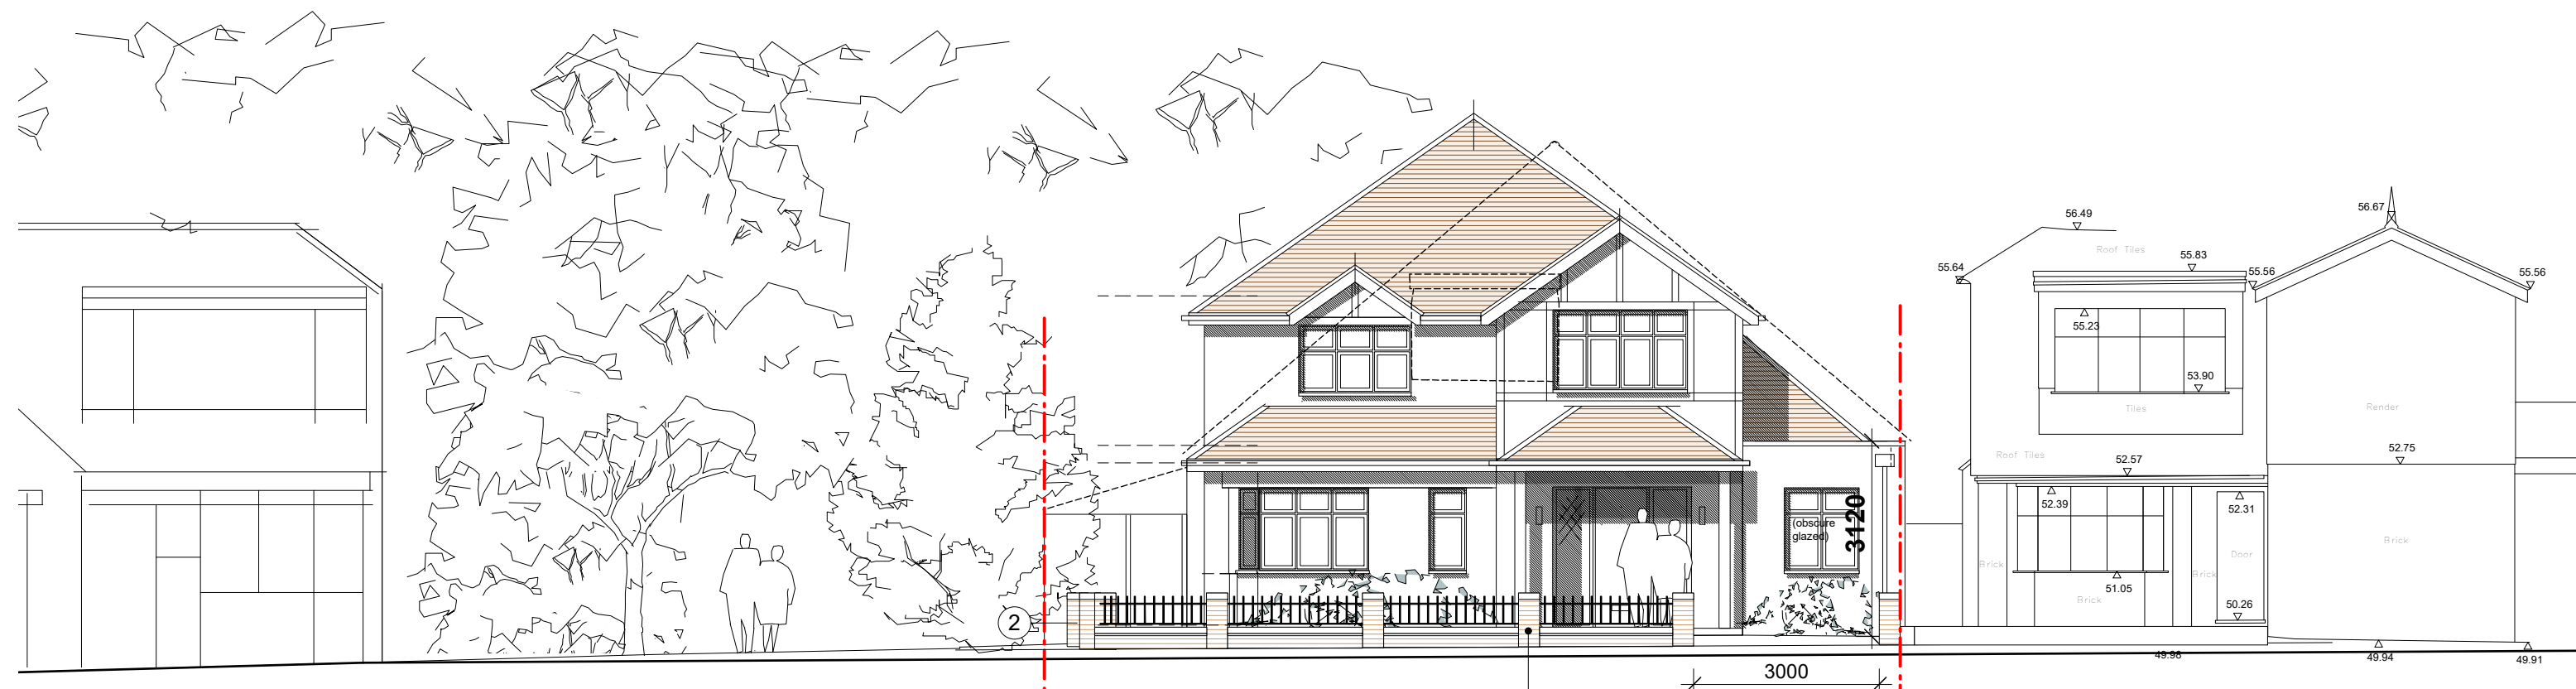 56.49
56.67
Roof Tiles
55.83
55.64
55.56
55.56
55.23
53.90
Tiles
Render
52.75
Roof Tiles
52.57
52.39
52.31
(obscure
glazed)
3120
Brick
Door
Brick
Brick
Brick
51.05
50.26
2
49.98
49.94
49.91
3000